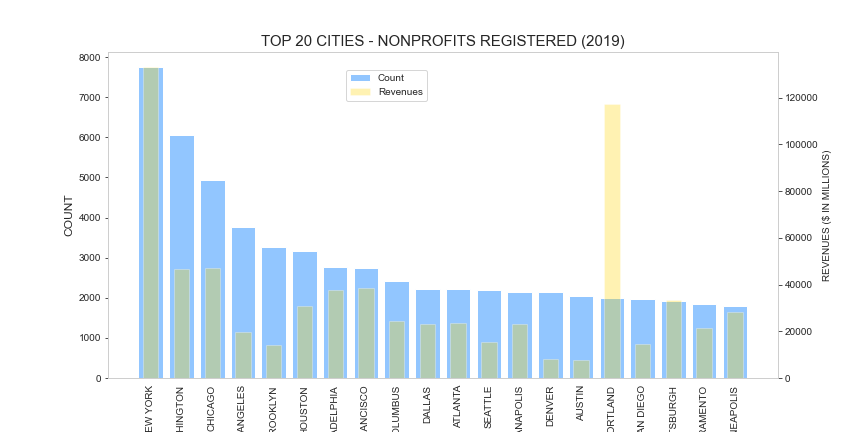 TOP 20 CITIES - NONPROFITS REGISTERED (2019)
Count
Revenues
COUNT
8000
7000
6000
5000
4000
3000
2000
1000
0
REVENUES ($ IN MILLIONS)
120000
100000
80000
60000
40000
20000
0
NEW YORK
HINGTON
CHICAGO
ANGELES
ROOKLYN
HOUSTON
ADELPHIA
ANCISCO
OLUMBUS
DALLAS
ATLANTA
SEATTLE
ANAPOLIS
DENVER
AUSTIN
ORTLAND
AN DIEGO
TSBURGH
RAMENTO
NEAPOLIS